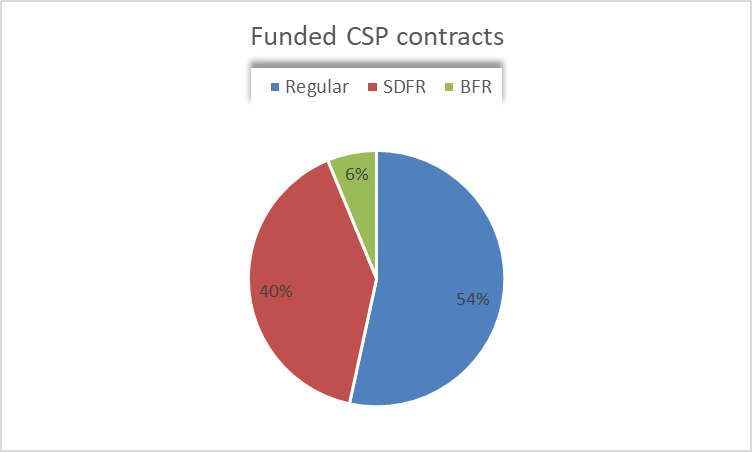 Funded CSP contracts
Regular SDFR BFR
6%
40%
54%